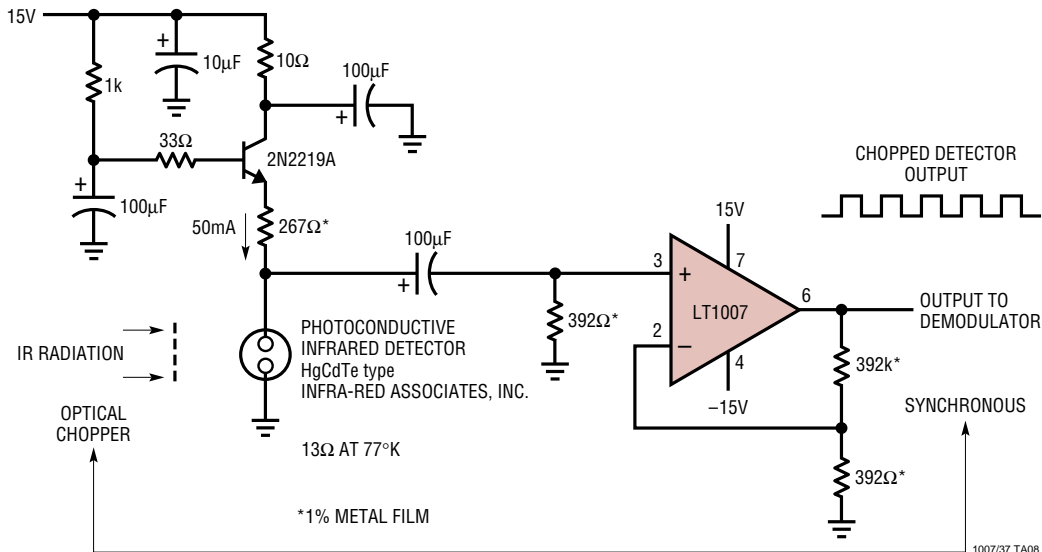 15V
1k
+
10µF
10Ω
100µF
+
33Ω
2N2219A
+
100µF
50mA
267Ω*
100µF
+
CHOPPED DETECTOR
OUTPUT
15V
3
+
7
LT1007
6
2
–
4
–15V
392Ω*
OUTPUT TO
DEMODULATOR
392k*
392Ω*
SYNCHRONOUS
IR RADIATION
OPTICAL
CHOPPER
PHOTOCONDUCTIVE
INFRARED DETECTOR
HgCdTe type
INFRA-RED ASSOCIATES, INC.
13Ω AT 77°K
*1% METAL FILM
1007/37 TA08